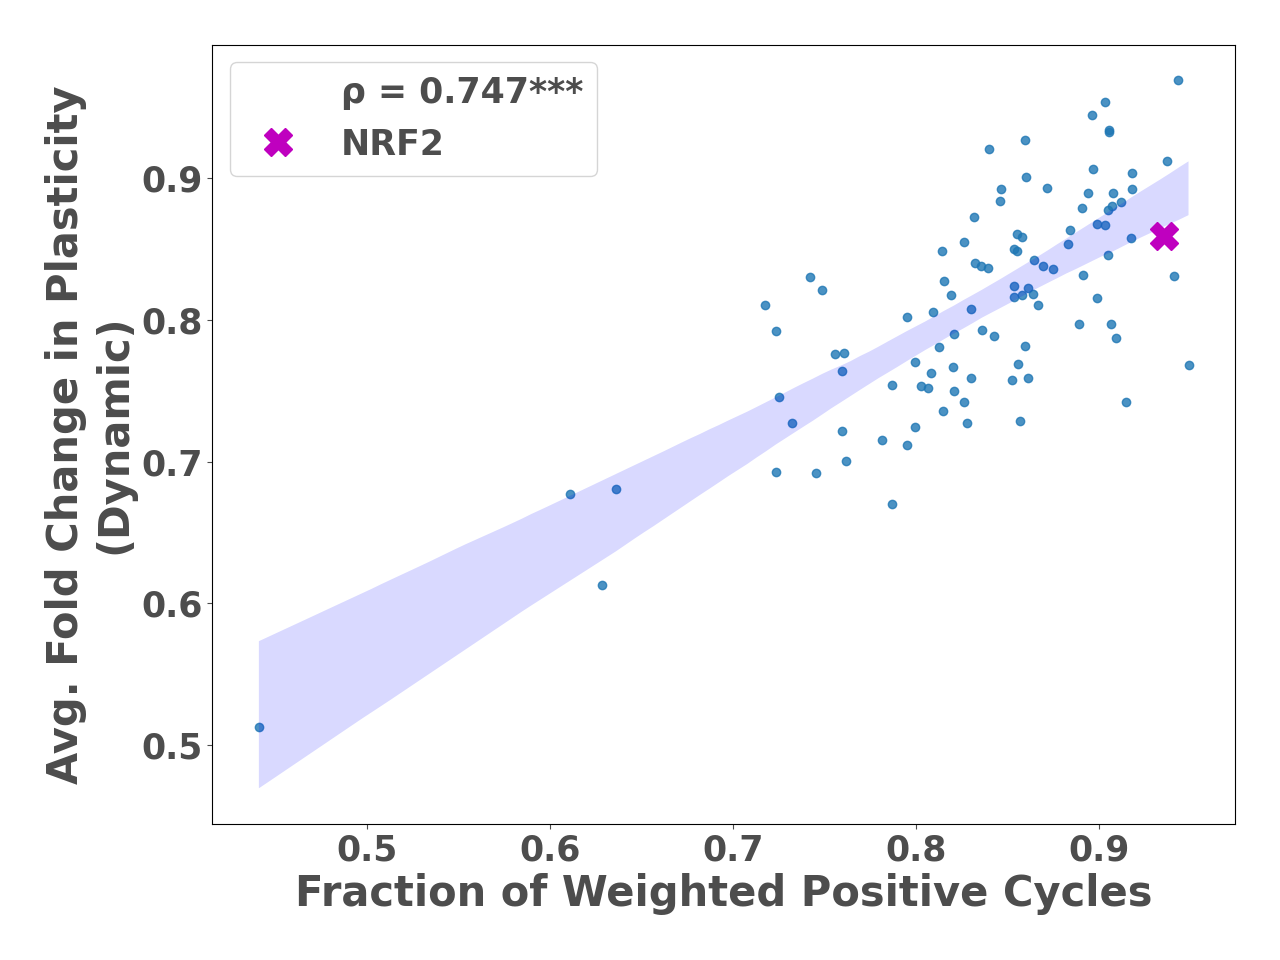 ρ = 0.747***
NRF2
Avg. Fold Change in Plasticity
(Dynamic)
0.9
0.8
0.7
0.6
0.5
0.5 0.6 0.7 0.8 0.9
Fraction of Weighted Positive Cycles